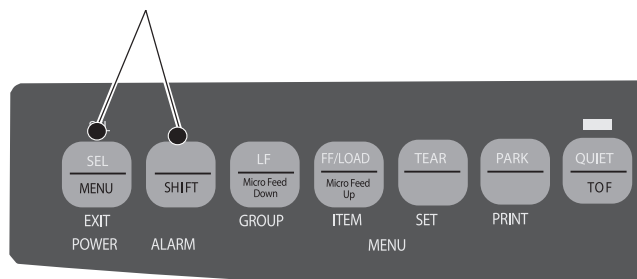 SEL
LF
FF/LOAD
TEAR
PARK
QUIET
MENU
SHIFT
Micro Feed
Down
Micro Feed
Up
TOF
EXIT
GROUP
ITEM
SET
PRINT
POWER
ALARM
MENU